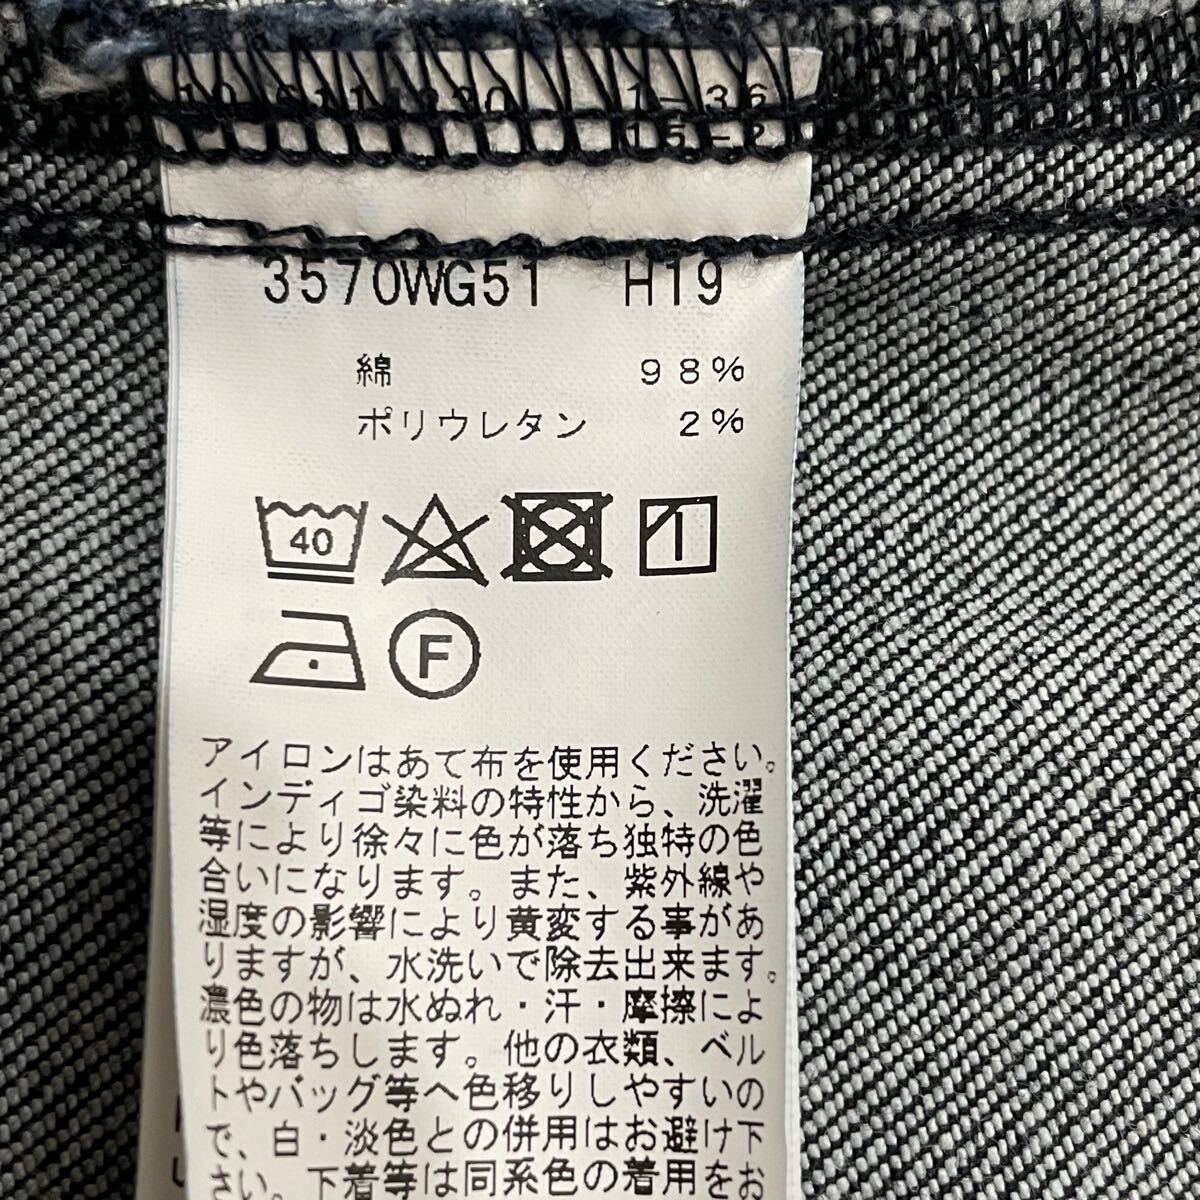 1-36
15-2
3570WG51 H19
綿 98%
ポリウレタン 2%
40
F
アイロンはあて布を使用ください。
インディゴ染料の特性から、洗濯
等により徐々に色が落ち独特の色
合いになります。また、紫外線や
湿度の影響により黄変する事があ
りますが、水洗いで除去出来ます。
濃色の物は水ぬれ・汗・摩擦によ
り色落ちします。他の衣類、ベル
トやバッグ等へ色移りしやすいの
で、白・淡色との併用はお避け下
さい。下着等は同系色の着用をお